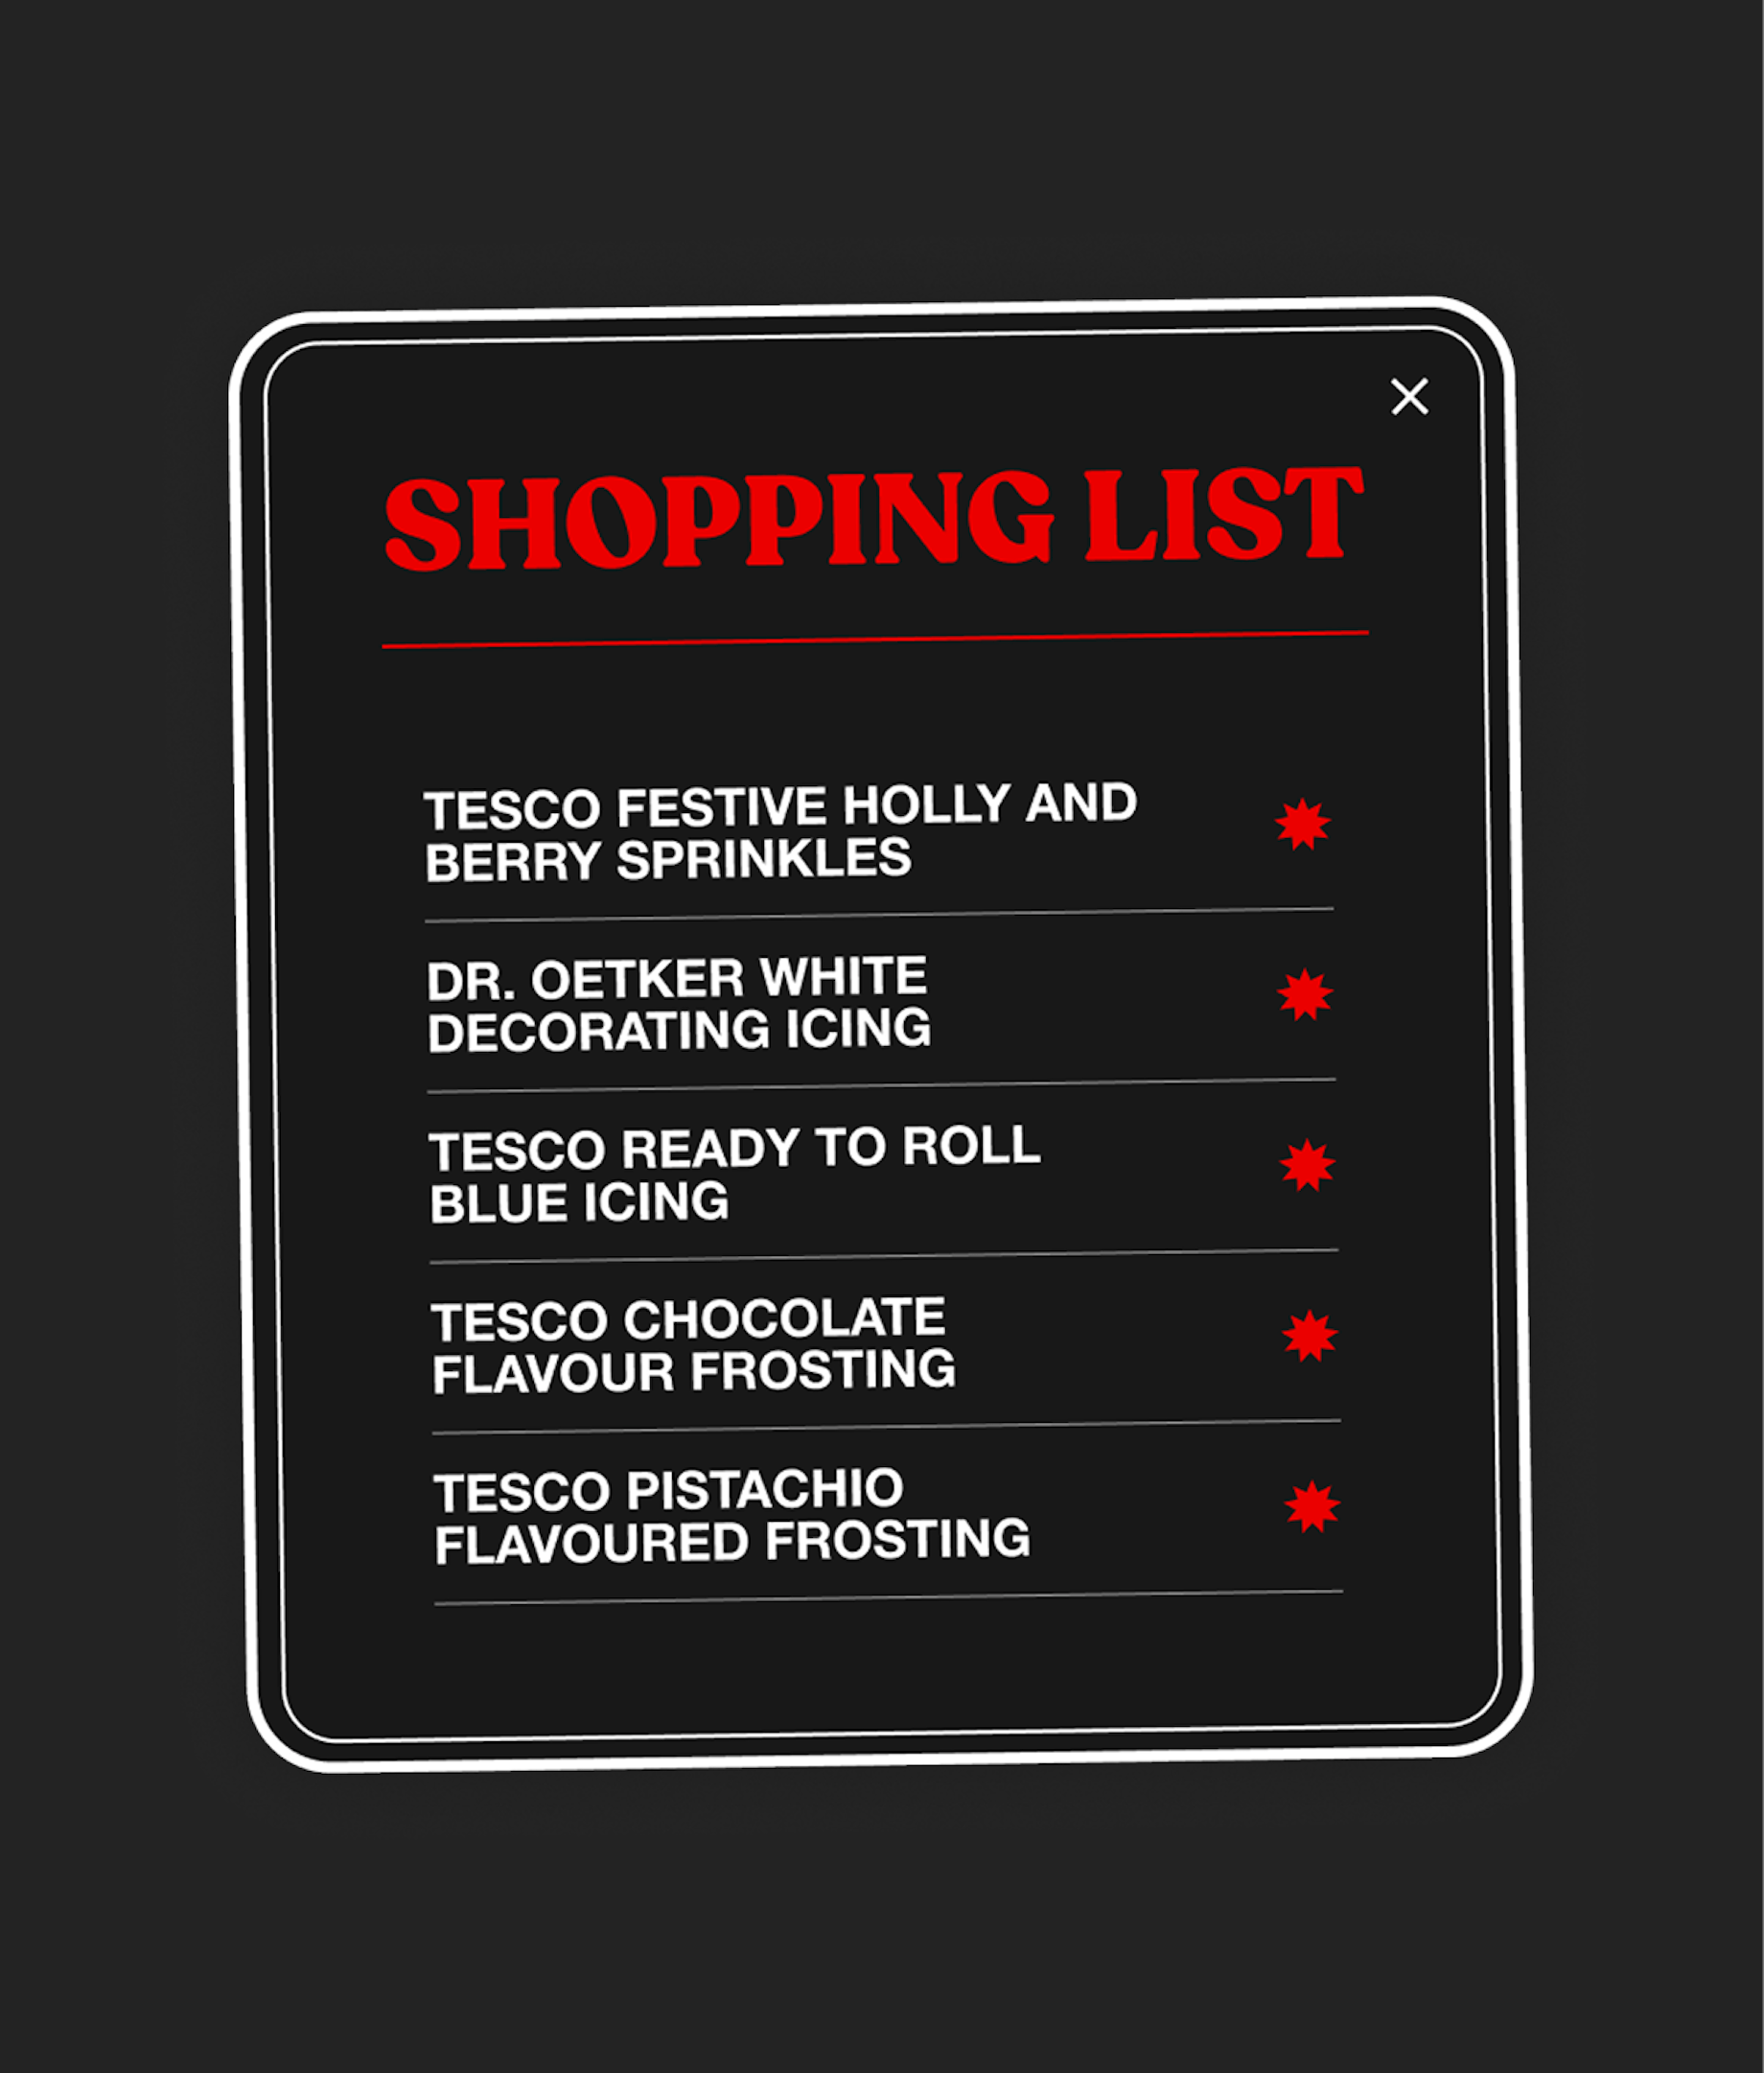 SHOPPING LIST
TESCO FESTIVE HOLLY AND
BERRY SPRINKLES
DR. OETKER WHITE
DECORATING ICING
TESCO READY TO ROLL
BLUE ICING
TESCO CHOCOLATE
FLAVOUR FROSTING
TESCO PISTACHIO
FLAVOURED FROSTING